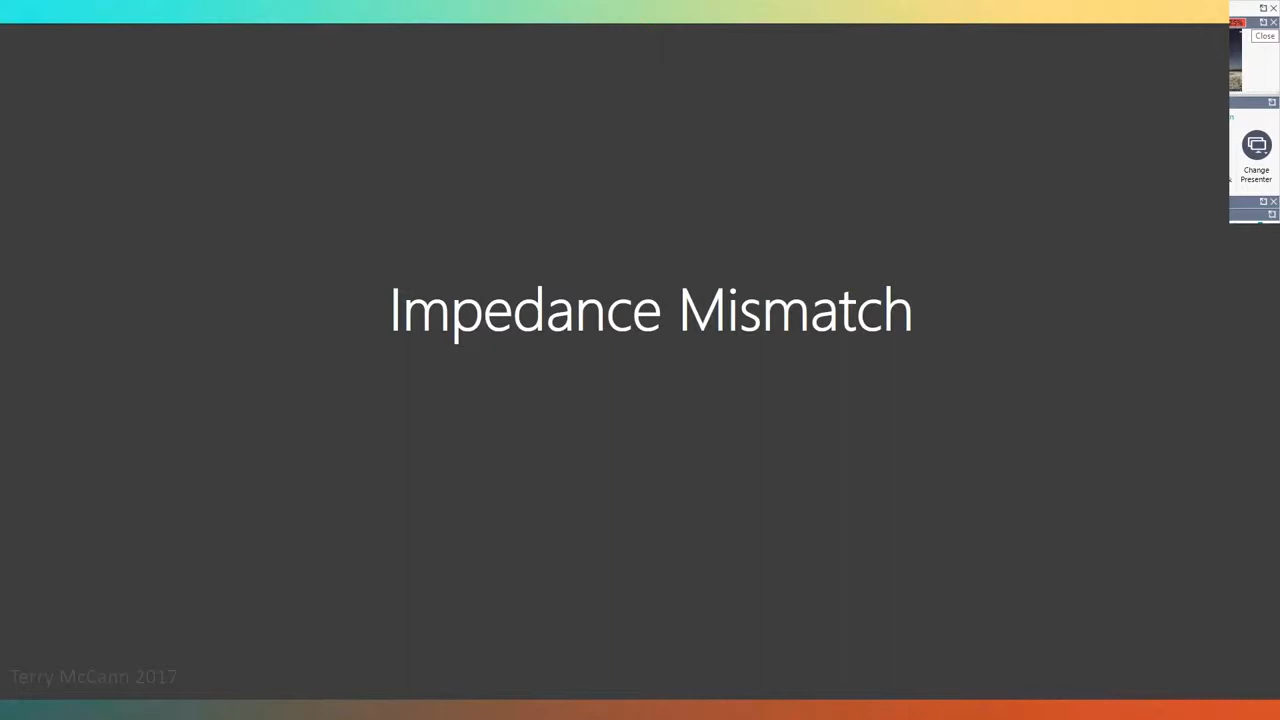 Close
Change
Presenter
Impedance Mismatch
Terry McCann 2017